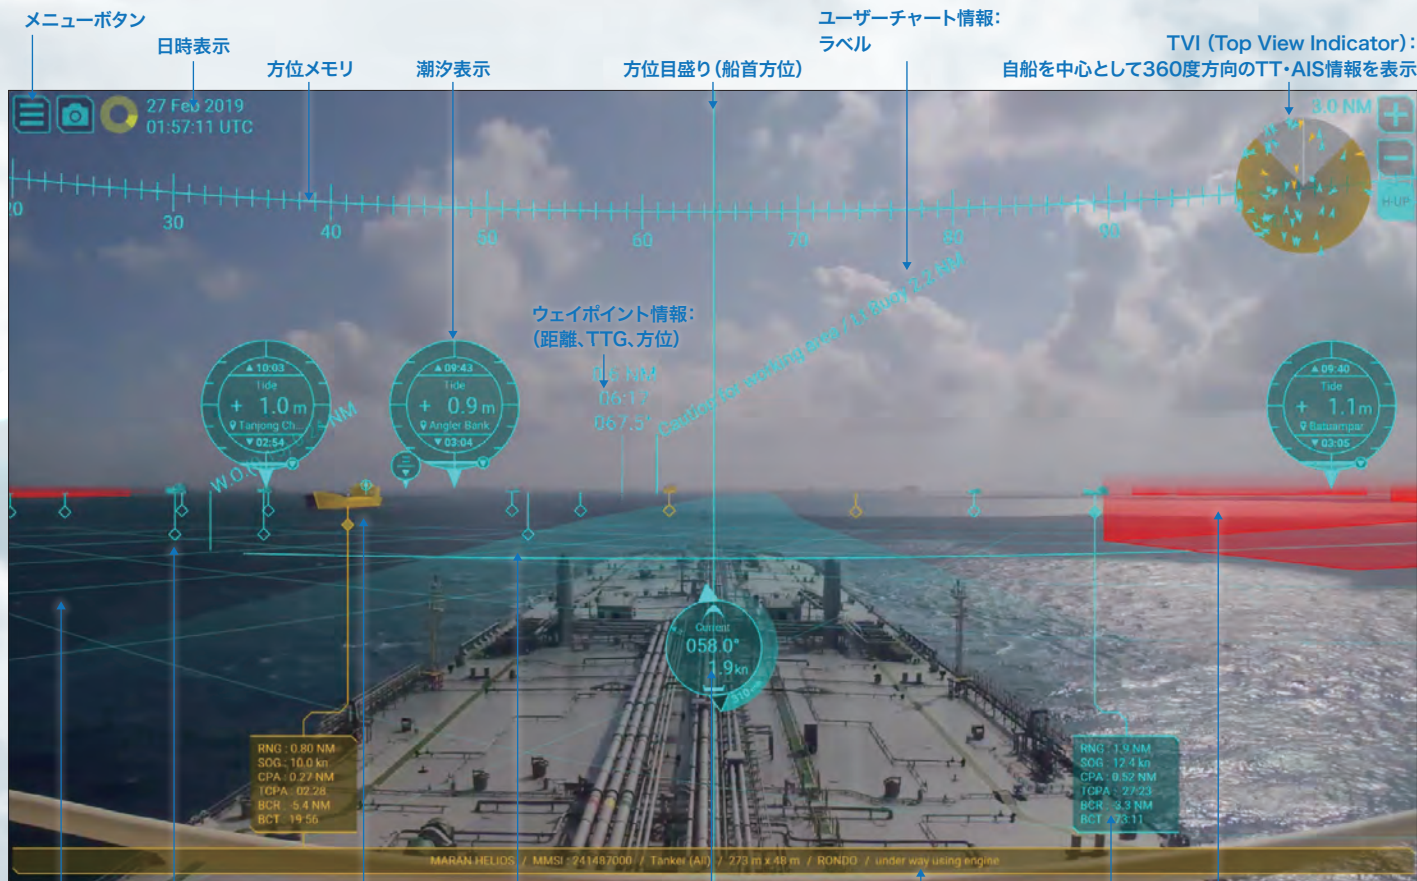 メニューボタン
日時表示
方位メモリ
潮汐表示
方位目盛り（船首方位）
ユーザーチャート情報：
ラベル
TVI（Top View Indicator）：
自船を中心として360度方向のTT・AIS情報を表示
27 Feb 2019
01:57:11 UTC
3.0 NM
H-UP
20
30
40
50
60
70
80
90
ウェイポイント情報：
（距離、TTG、方位）
0.6 NM
06:12
067.5°
Caution for working area / Lt Buoy 2.2 NM
▲ 10:03
Tide
+ 1.0 m
Tanjong Ch...
▼ 02:54
NM
▲ 09:43
Tide
+ 0.9 m
Angler Bank
▼ 03:04
▲ 09:40
Tide
+ 1.1 m
Batuampar
▼ 03:05
Current
058.0°
1.9 kn
RNG : 0.80 NM
SOG : 10.0 kn
CPA : 0.27 NM
TCPA : 02:28
BCR : -5.4 NM
BCT : 19:56
RNG : 1.9 NM
SOG : 12.4 kn
CPA : 0.52 NM
TCPA : 27:23
BCR : -3.3 NM
BCT : -23:11
MARAN HELIOS / MMSI : 241487000 / Tanker (All) / 273 m x 48 m / RONDO / under way using engine